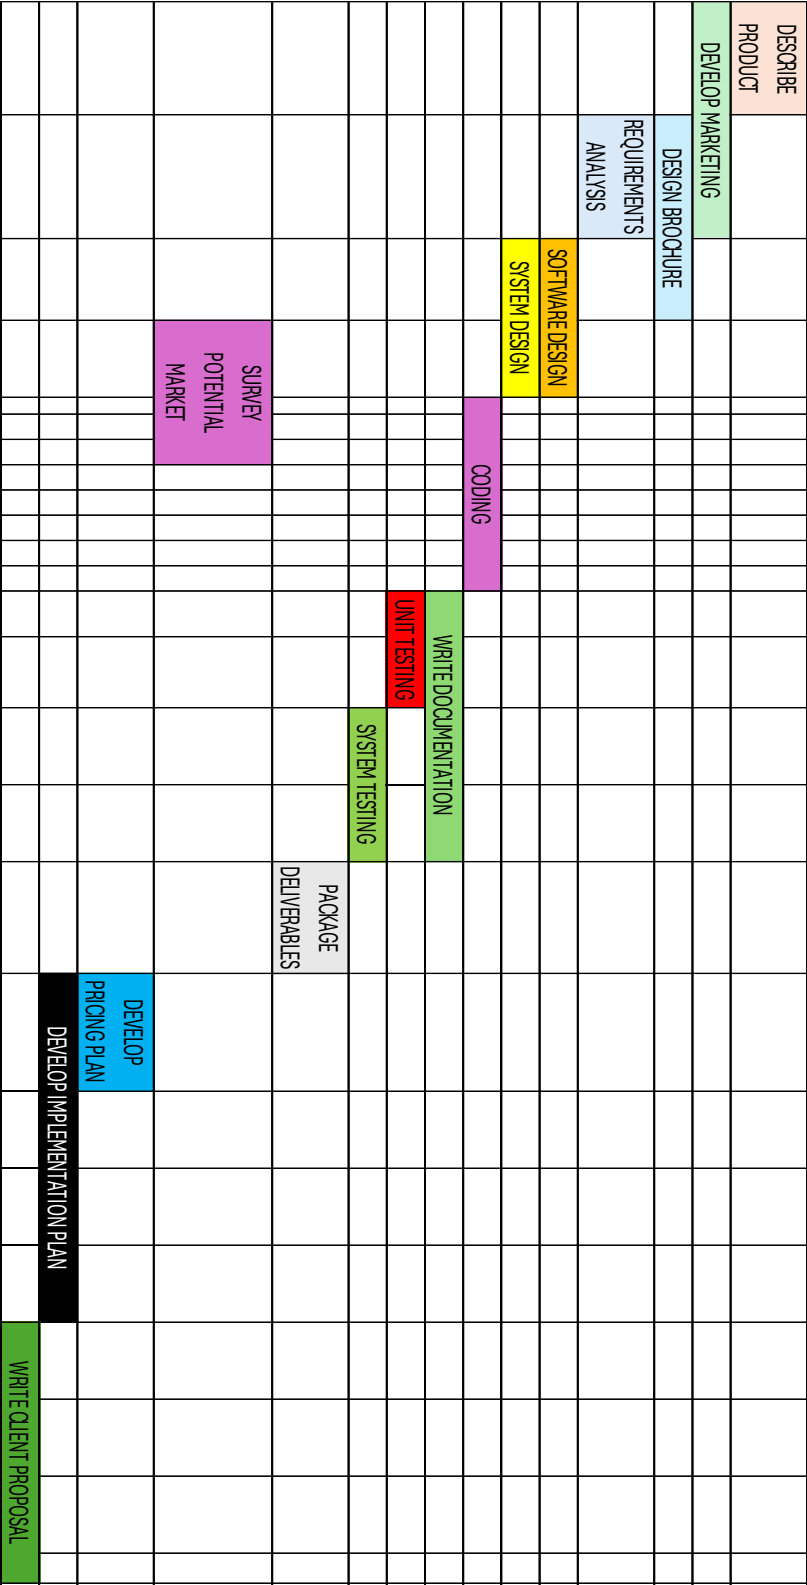 DESCRIBE
PRODUCT
DEVELOP MARKETING
DESIGN BROCHURE
REQUIREMENTS
ANALYSIS
SOFTWARE DESIGN
SYSTEM DESIGN
CODING
WRITE DOCUMENTATION
UNIT TESTING
SYSTEM TESTING
PACKAGE
DELIVERABLES
SURVEY
POTENTIAL
MARKET
DEVELOP
PRICING PLAN
DEVELOP IMPLEMENTATION PLAN
WRITE CLIENT PROPOSAL